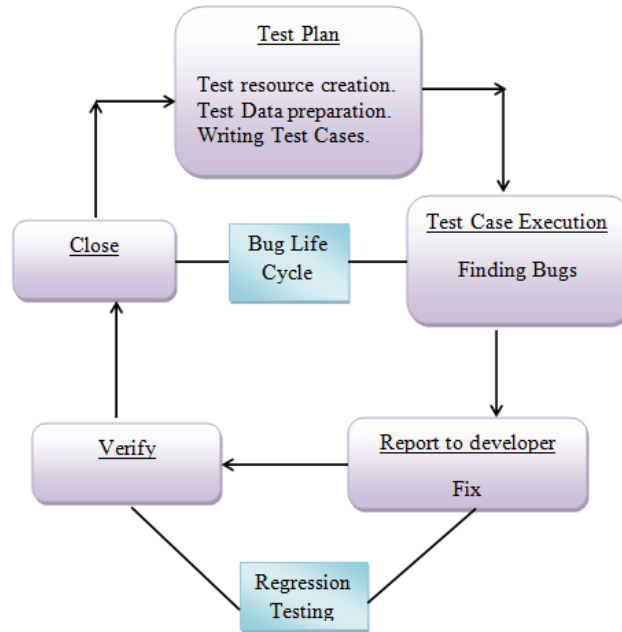 Test Plan
Test resource creation.
Test Data preparation.
Writing Test Cases.
Test Case Execution
Finding Bugs
Bug Life
Cycle
Close
Report to developer
Fix
Verify
Regression
Testing